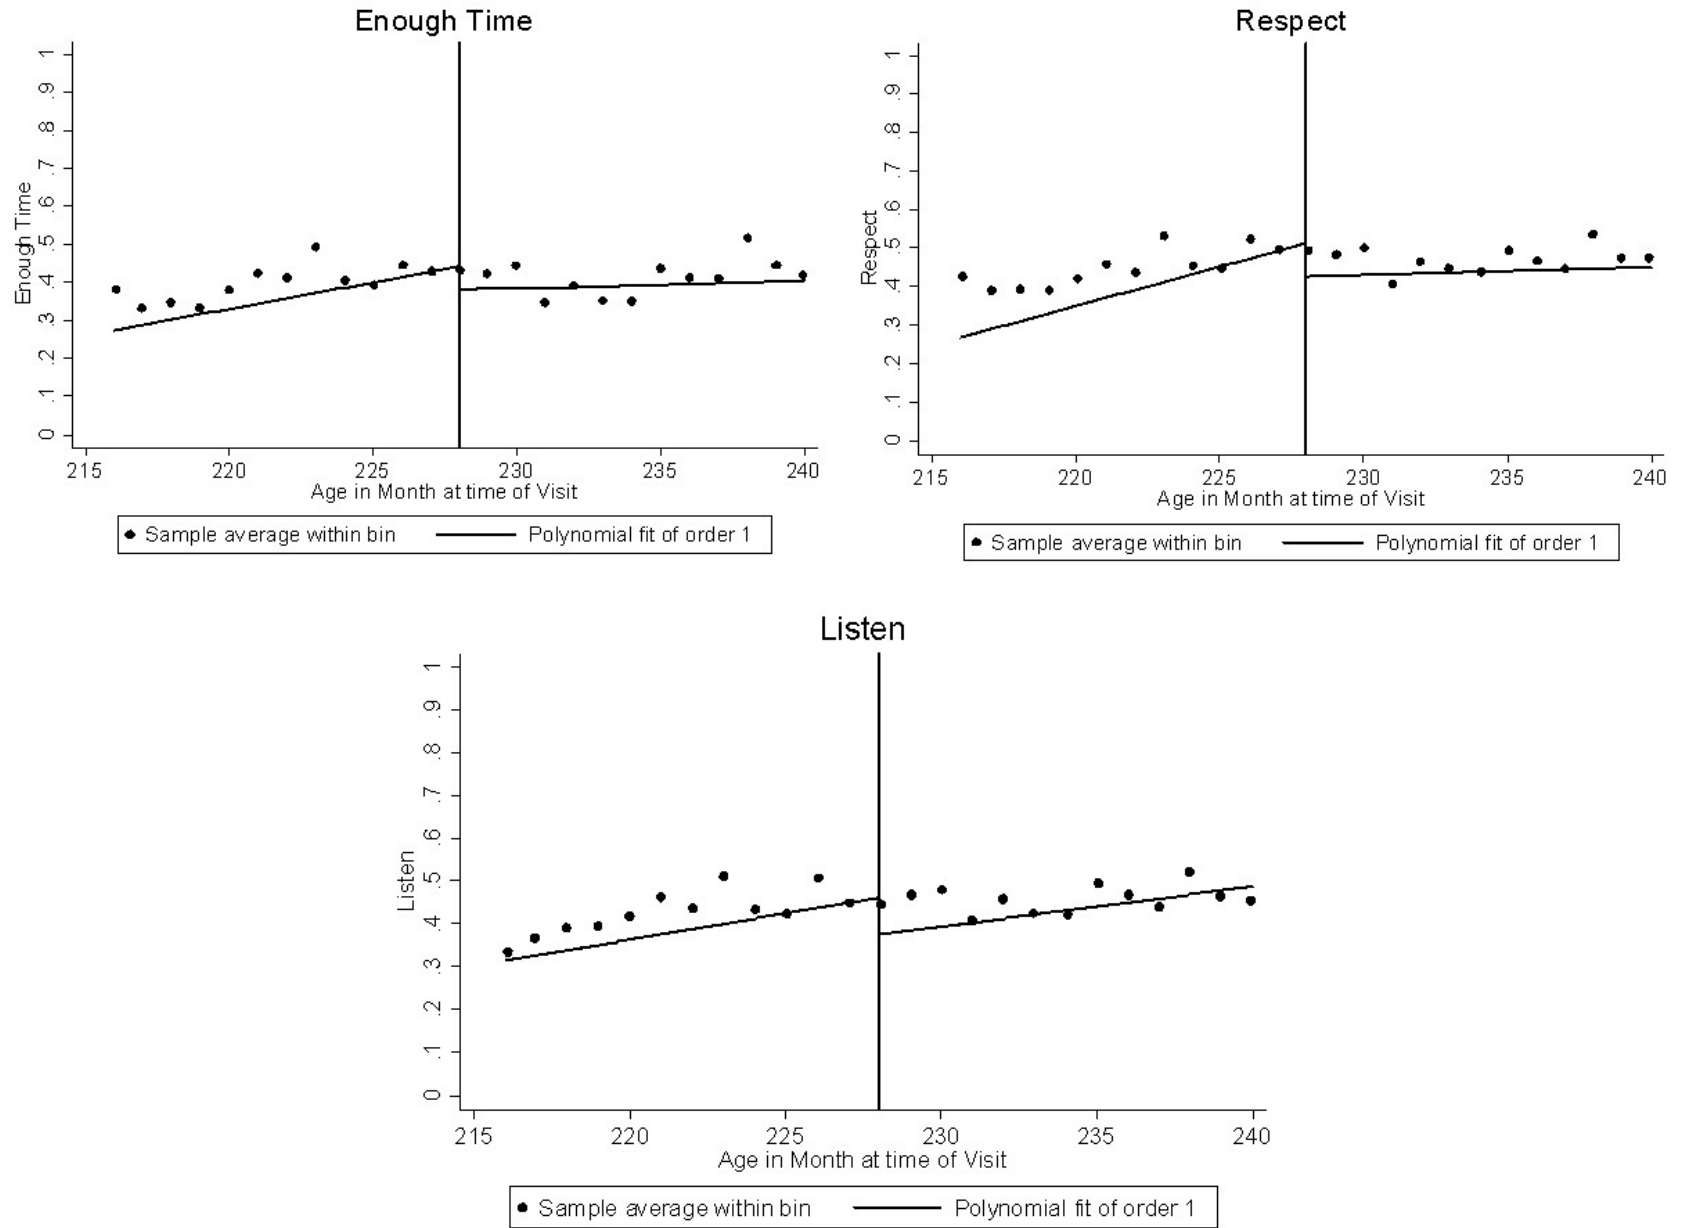 Enough Time
Enough Time
1
.9
.8
.7
.6
.5
.4
.3
.2
.1
0
215 220 225 230 235 240
Age in Month at time of Visit
Sample average within bin Polynomial fit of order 1
Respect
Respect
1
.9
.8
.7
.6
.5
.4
.3
.2
.1
0
215 220 225 230 235 240
Age in Month at time of Visit
Sample average within bin Polynomial fit of order 1
Listen
Listen
1
.9
.8
.7
.6
.5
.4
.3
.2
.1
0
215 220 225 230 235 240
Age in Month at time of Visit
Sample average within bin Polynomial fit of order 1